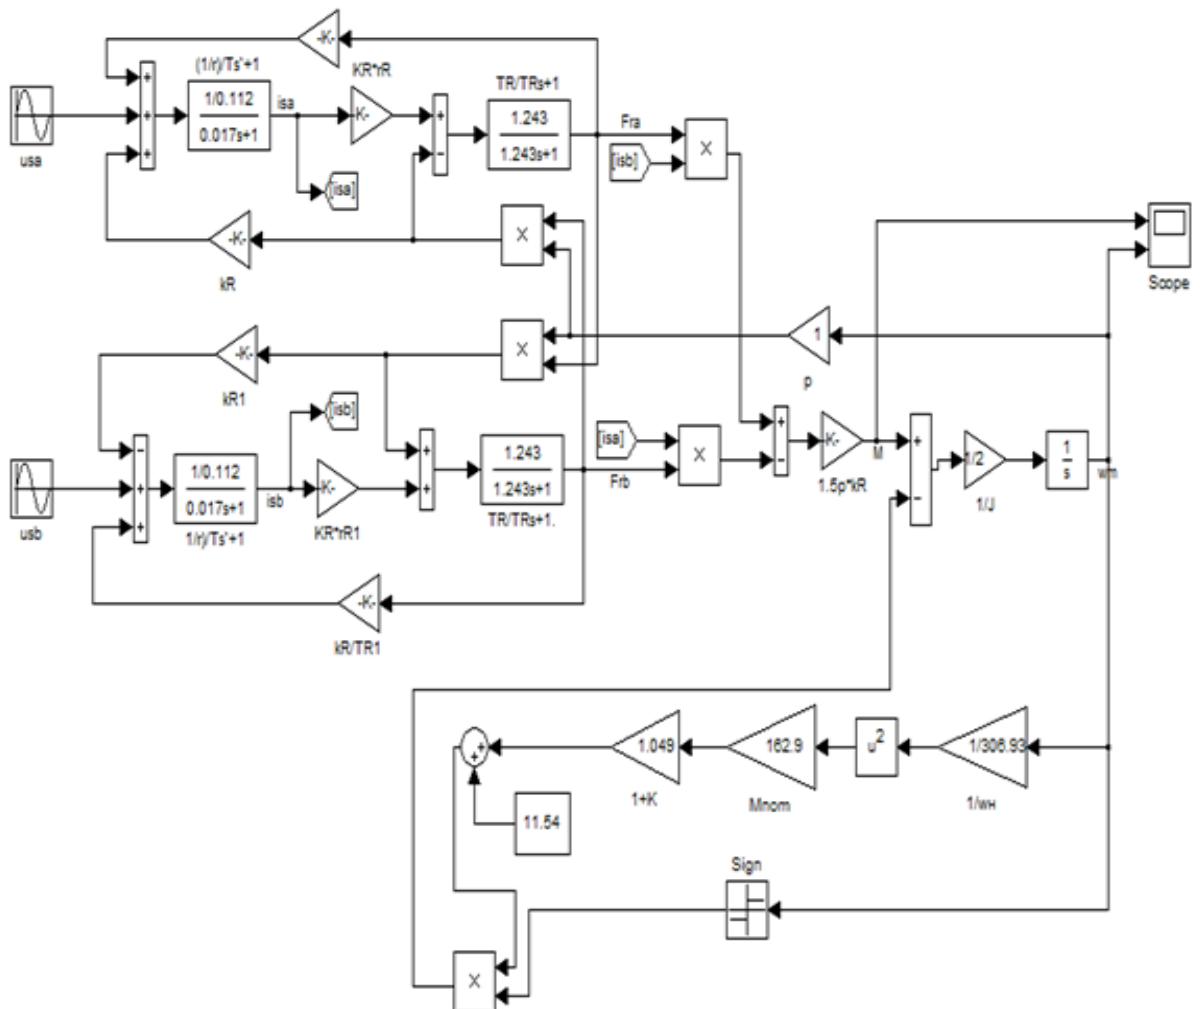 -K-
KR*rR
(1/r)/Ts'+1
TR/TRs+1
1/0.112
0.017s+1
isa
K-
+
+
+
+
−
1.243
1.243s+1
Fra
[isb]
X
usa
[isa]
-K-
kR
X
Scope
-K-
kR1
X
1
p
[isb]
[isa]
X
Frb
+
−
-K-
M
1.5p*kR
+
−
1/2
1/J
1
s
wm
−
+
+
1/0.112
0.017s+1
isb
1/r)/Ts'+1
K-
KR*rR1
+
+
1.243
1.243s+1
TR/TRs+1.
usb
-K-
kR/TR1
+
+
1.049
1+K
162.9
Mnom
u2
1/306.93
1/wн
11.54
Sign
X